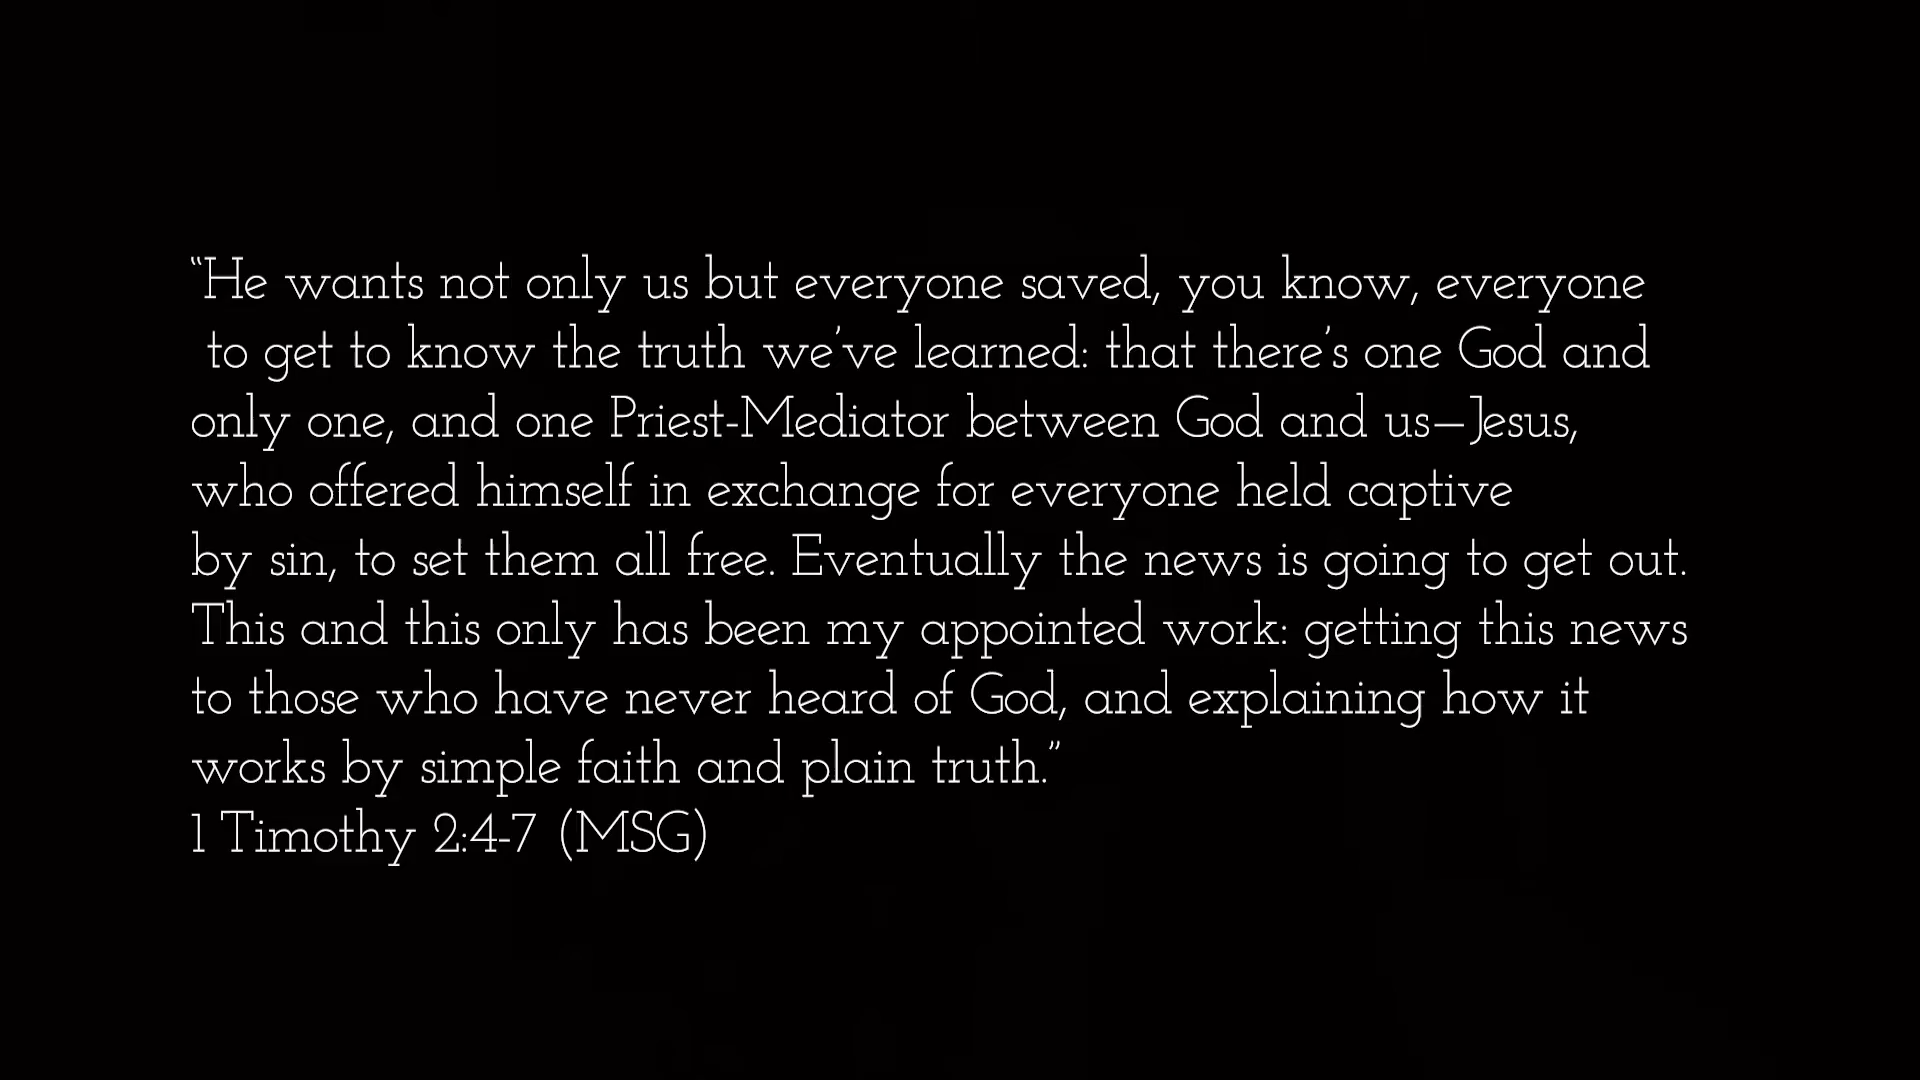 “He wants not only us but everyone saved, you know, everyone
to get to know the truth we’ve learned: that there’s one God and
only one, and one Priest-Mediator between God and us—Jesus,
who offered himself in exchange for everyone held captive
by sin, to set them all free. Eventually the news is going to get out.
This and this only has been my appointed work: getting this news
to those who have never heard of God, and explaining how it
works by simple faith and plain truth.”
1 Timothy 2:4-7 (MSG)